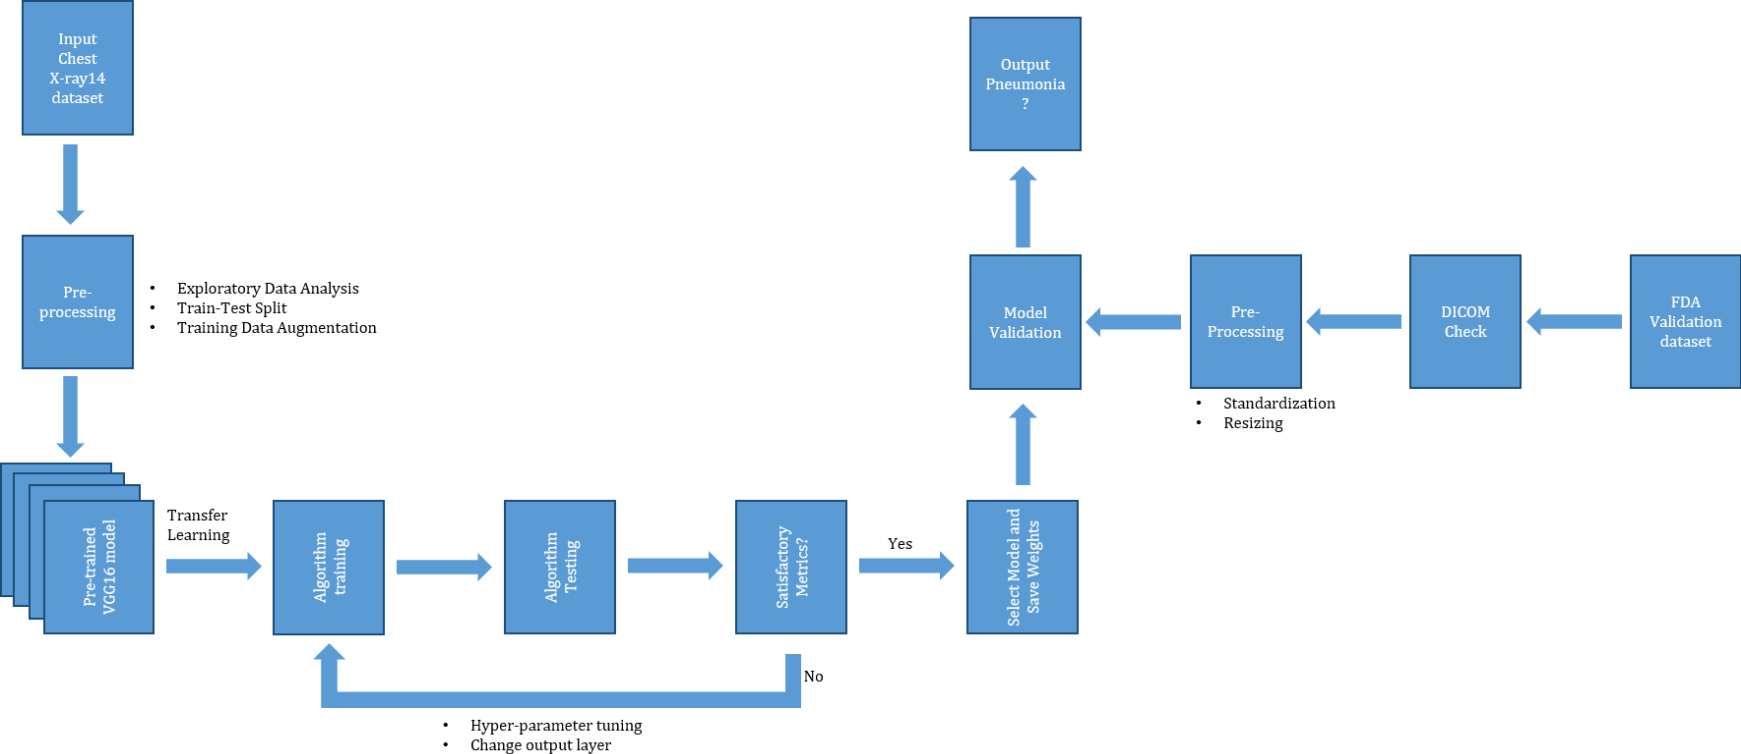 Input
Chest
X-ray14
dataset
Pre-
processing
• Exploratory Data Analysis
• Train-Test Split
• Training Data Augmentation
Pre-trained
VGG16 model
Transfer
Learning
Algorithm
training
Algorithm
Testing
Satisfactory
Metrics?
Yes
No
• Hyper-parameter tuning
• Change output layer
Select Model and
Save Weights
Model
Validation
Output
Pneumonia
?
Pre-
Processing
• Standardization
• Resizing
DICOM
Check
FDA
Validation
dataset